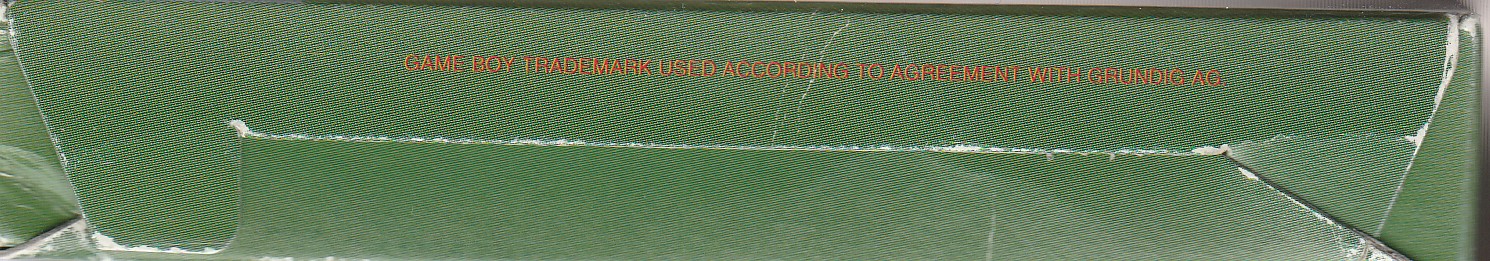 GAME BOY TRADEMARK USED ACCORDING TO AGREEMENT WITH GRUNDIG AG.